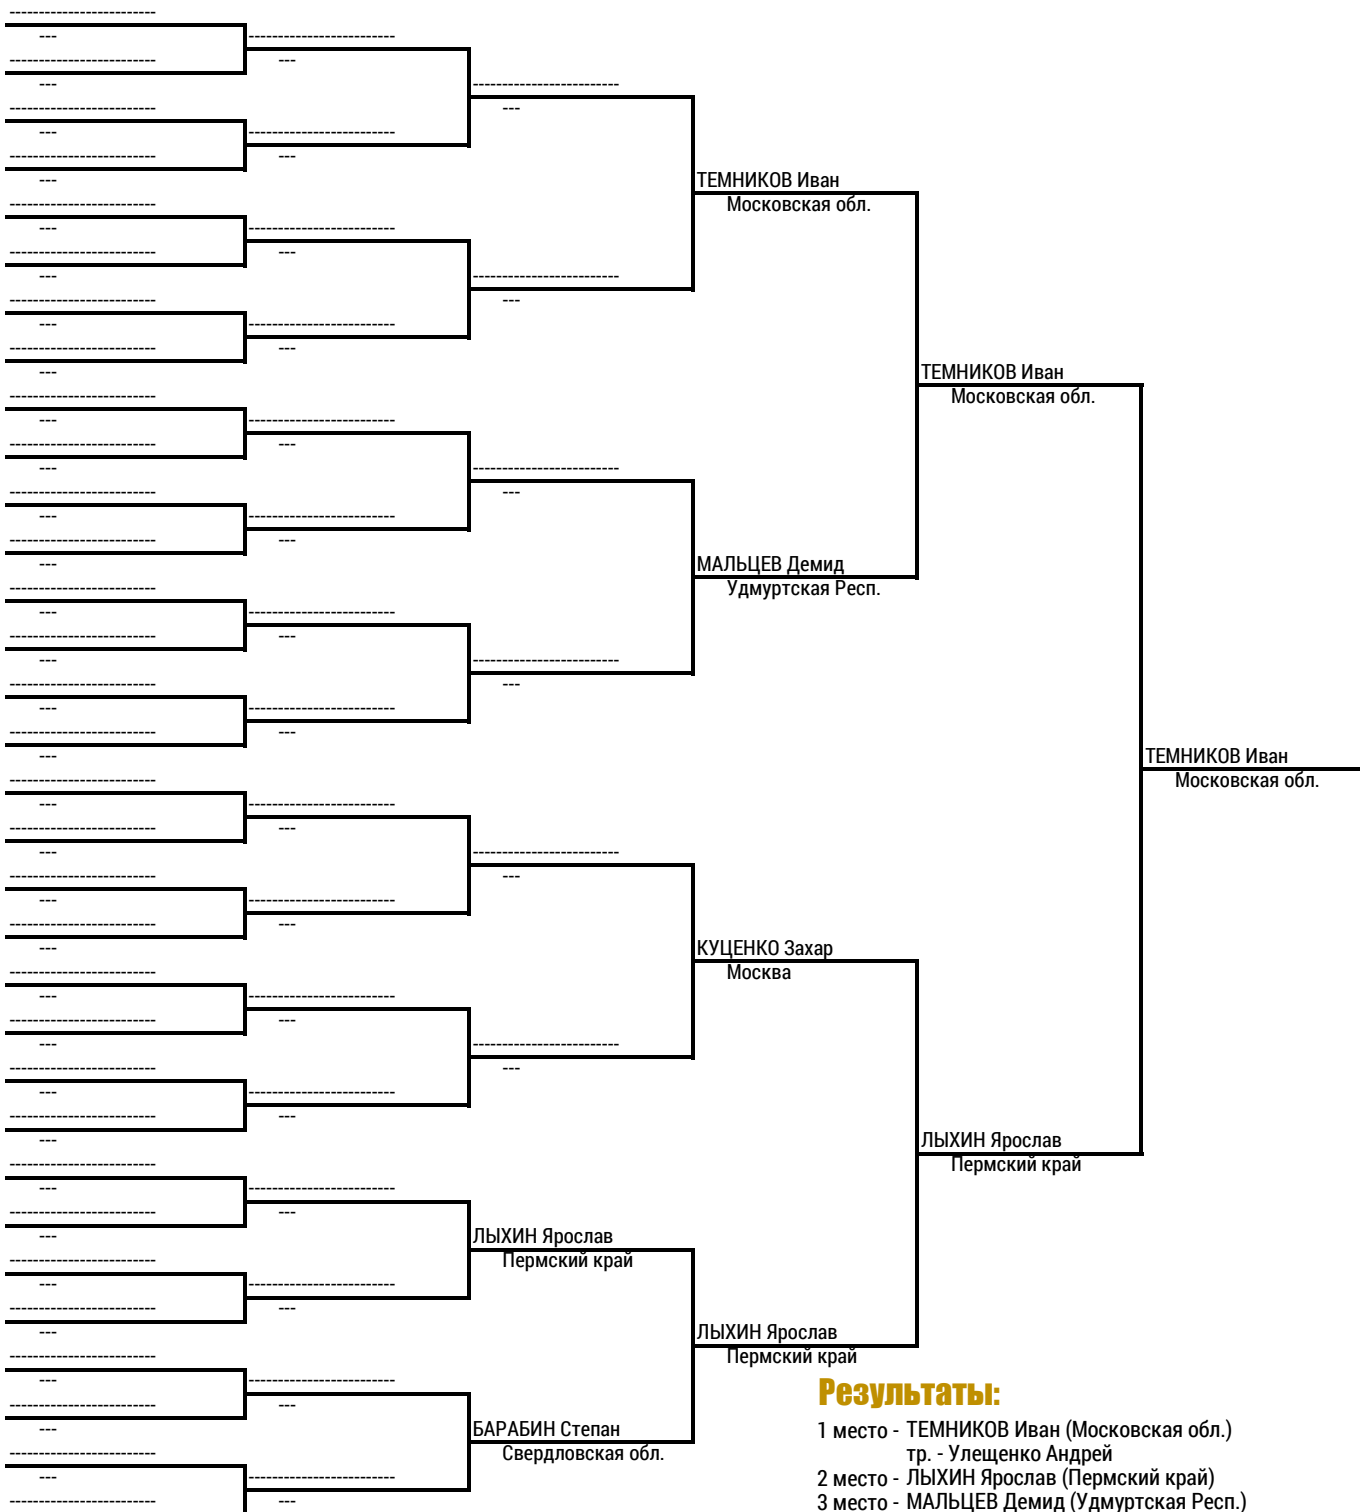 ТЕМНИКОВ Иван
Московская обл.
ТЕМНИКОВ Иван
Московская обл.
МАЛЬЦЕВ Демид
Удмуртская Респ.
ТЕМНИКОВ Иван
Московская обл.
КУЦЕНКО Захар
Москва
ЛЫХИН Ярослав
Пермский край
ЛЫХИН Ярослав
Пермский край
ЛЫХИН Ярослав
Пермский край
БАРАБИН Степан
Свердловская обл.
Результаты:
1 место - ТЕМНИКОВ Иван (Московская обл.)
тр. - Улещенко Андрей
2 место - ЛЫХИН Ярослав (Пермский край)
3 место - МАЛЬЦЕВ Демид (Удмуртская Респ.)